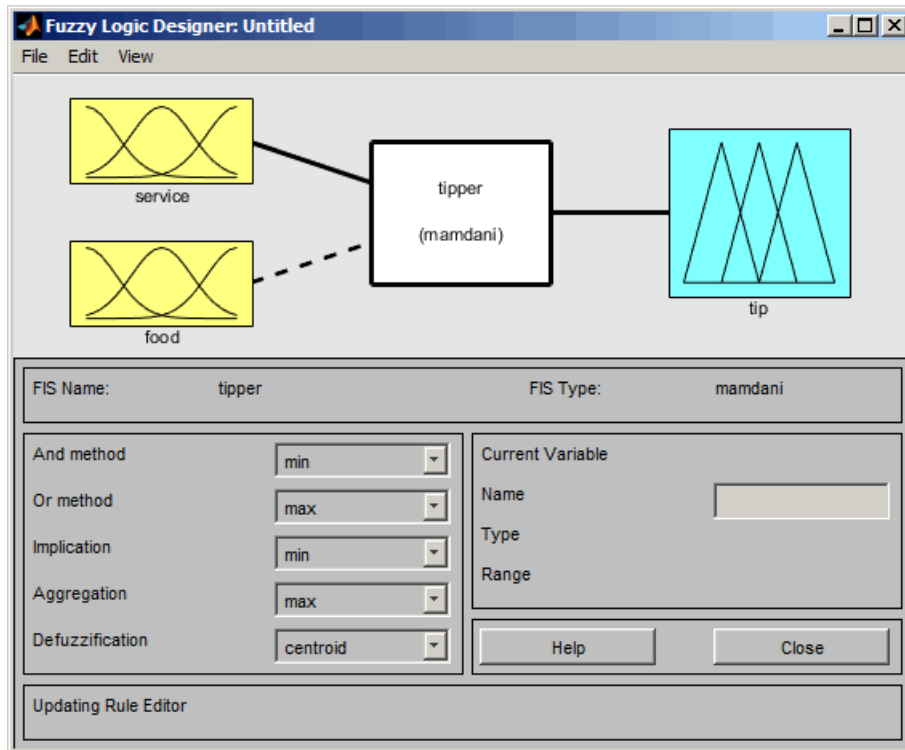 Fuzzy Logic Designer: Untitled
File Edit View
service
food
tipper
(mamdani)
tip
FIS Name: tipper FIS Type: mamdani
And method min
Or method max
Implication min
Aggregation max
Defuzzification centroid
Current Variable
Name
Type
Range
Help Close
Updating Rule Editor